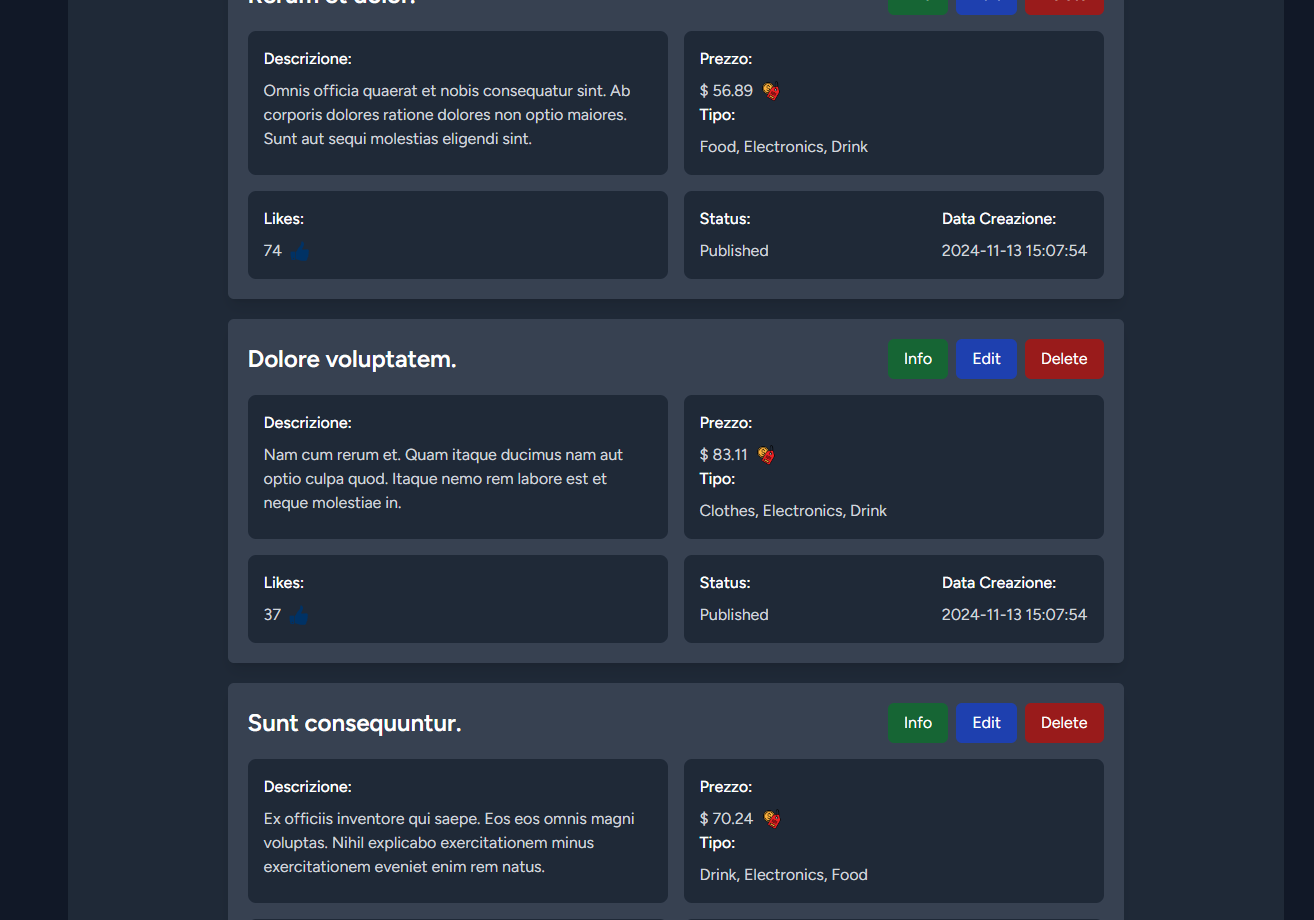 Rerum et dolor.
Descrizione:
Omnis officia quaerat et nobis consequatur sint. Ab
corporis dolores ratione dolores non optio maiores.
Sunt aut sequi molestias eligendi sint.
Prezzo:
$ 56.89
Tipo:
Food, Electronics, Drink
Likes:
74
Status:
Published
Data Creazione:
2024-11-13 15:07:54
Dolore voluptatem.
Info
Edit
Delete
Descrizione:
Nam cum rerum et. Quam itaque ducimus nam aut
optio culpa quod. Itaque nemo rem labore est et
neque molestiae in.
Prezzo:
$ 83.11
Tipo:
Clothes, Electronics, Drink
Likes:
37
Status:
Published
Data Creazione:
2024-11-13 15:07:54
Sunt consequuntur.
Info
Edit
Delete
Descrizione:
Ex officiis inventore qui saepe. Eos eos omnis magni
voluptas. Nihil explicabo exercitationem minus
exercitationem eveniet enim rem natus.
Prezzo:
$ 70.24
Tipo:
Drink, Electronics, Food